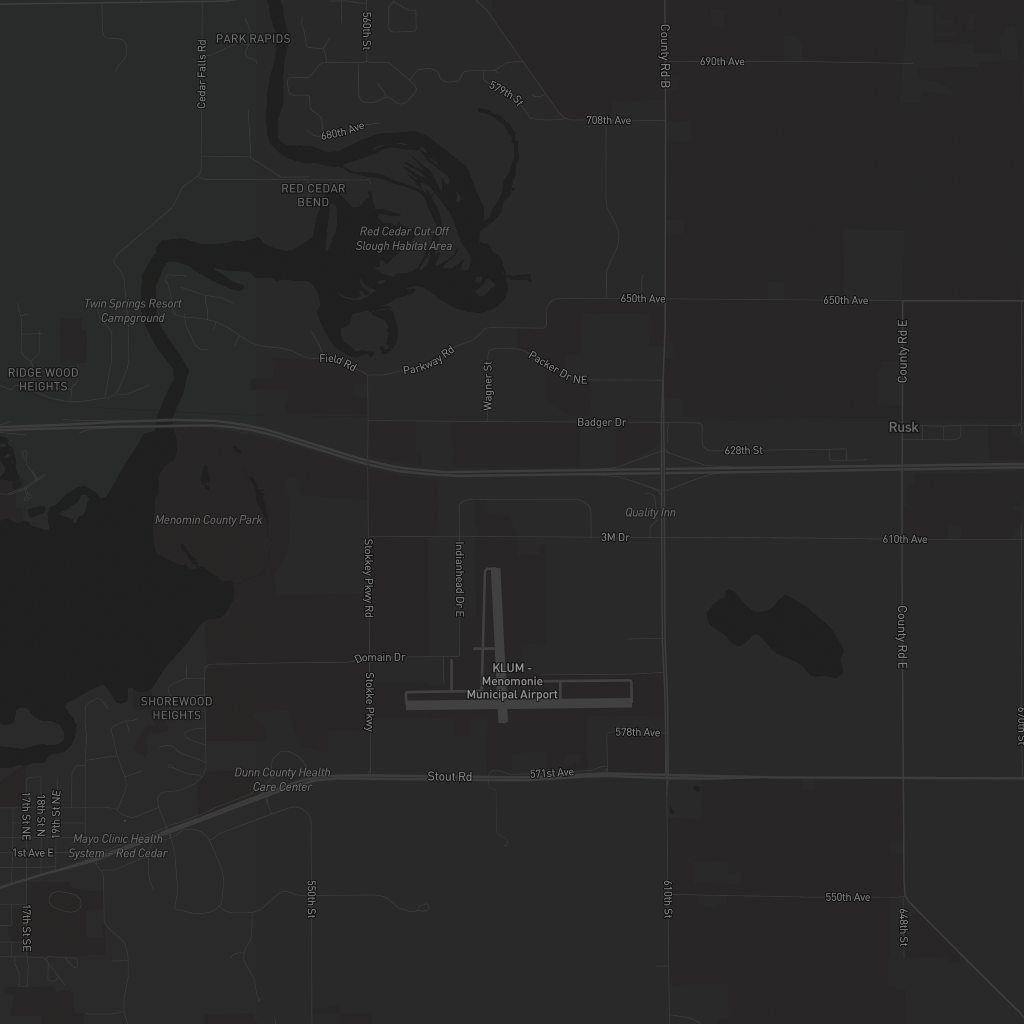 PARK RAPIDS
560th St
County Rd B
Cedar Falls Rd
690th Ave
579th St
708th Ave
680th Ave
RED CEDAR
BEND
Red Cedar Cut-Off
Slough Habitat Area
Twin Springs Resort
Campground
650th Ave
650th Ave
County Rd E
RIDGE WOOD
HEIGHTS
Field Rd
Parkway Rd
Wagner St
Packer Dr NE
Badger Dr
Rusk
628th St
Menomin County Park
Quality Inn
3M Dr
610th Ave
Stokkey Pkwy Rd
Indianhead Dr E
County Rd E
Domain Dr
KLUM -
Menomonie
Municipal Airport
Stokke Pkwy
SHOREWOOD
HEIGHTS
578th Ave
670th St
Dunn County Health
Care Center
Stout Rd
571st Ave
17th St NE
18th St N
19th St NE
Mayo Clinic Health
System - Red Cedar
1st Ave E
550th St
610th St
550th Ave
648th St
17th St SE